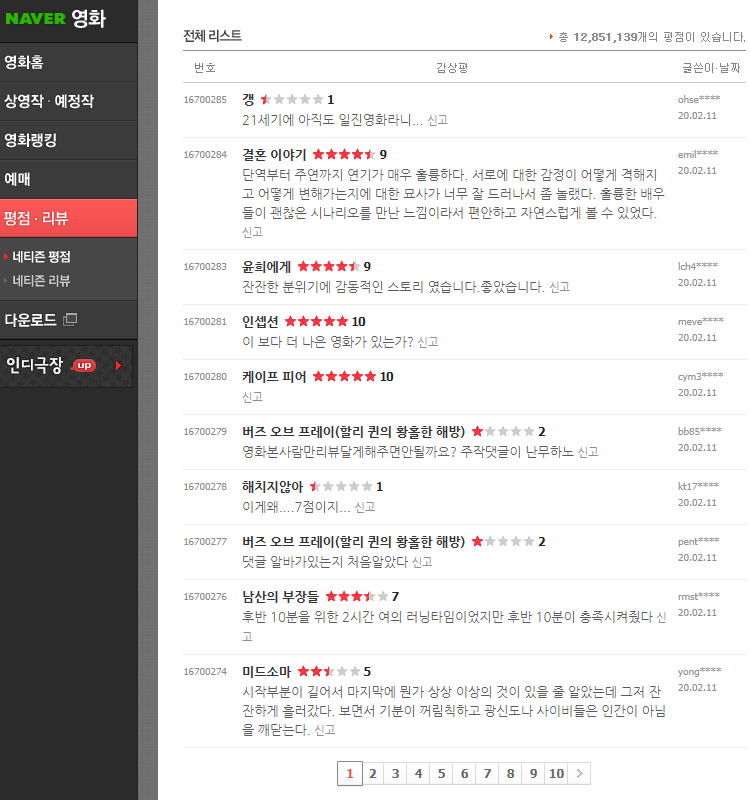 NAVER 영화
영화홈
상영작 · 예정작
영화랭킹
예매
평점 · 리뷰
네티즌 평점
네티즌 리뷰
다운로드
인디극장 up
전체 리스트
총 12,851,139개의 평점이 있습니다.
번호 감상평 글쓴이·날짜
16700285 갱 1 ohse****
21세기에 아직도 일진영화라니... 신고 20.02.11
16700284 결혼 이야기 9 emil****
단역부터 주연까지 연기가 매우 훌륭하다. 서로에 대한 감정이 어떻게 격해지 20.02.11
고 어떻게 변해가는지에 대한 묘사가 너무 잘 드러나서 좀 놀랬다. 훌륭한 배우
들이 괜찮은 시나리오를 만난 느낌이라서 편안하고 자연스럽게 볼 수 있었다.
신고
16700283 윤희에게 9 lch4****
잔잔한 분위기에 감동적인 스토리 였습니다.좋았습니다. 신고 20.02.11
16700281 인셉션 10 meve****
이 보다 더 나은 영화가 있는가? 신고 20.02.11
16700280 케이프 피어 10 cym3****
신고 20.02.11
16700279 버즈 오브 프레이(할리 퀸의 황홀한 해방) 2 bb85****
영화본사람만리뷰달게해주면안될까요? 주작댓글이 난무하노 신고 20.02.11
16700278 해치지않아 1 kt17****
이게왜....7점이지... 신고 20.02.11
16700277 버즈 오브 프레이(할리 퀸의 황홀한 해방) 2 pent****
댓글 알바가있는지 처음알았다 신고 20.02.11
16700276 남산의 부장들 7 rmst****
후반 10분을 위한 2시간 여의 러닝타임이었지만 후반 10분이 충족시켜줬다 신 20.02.11
고
16700274 미드소마 5 yong****
시작부분이 길어서 마지막에 뭔가 상상 이상의 것이 있을 줄 알았는데 그저 잔 20.02.11
잔하게 흘러갔다. 보면서 기분이 꺼림칙하고 광신도나 사이비들은 인간이 아님
을 깨닫는다. 신고
1 2 3 4 5 6 7 8 9 10 >